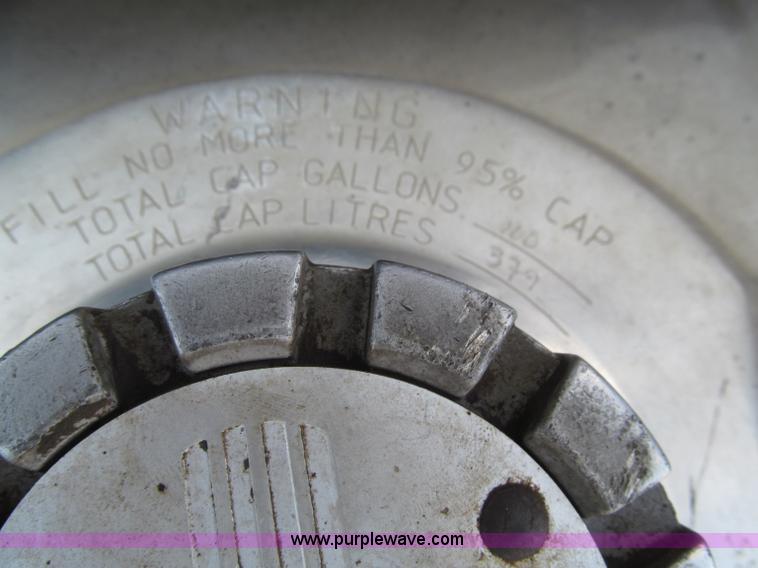 WARNING
FILL NO MORE THAN 95% CAP
TOTAL CAP GALLONS. 100
TOTAL CAP LITRES 379
www.purplewave.com